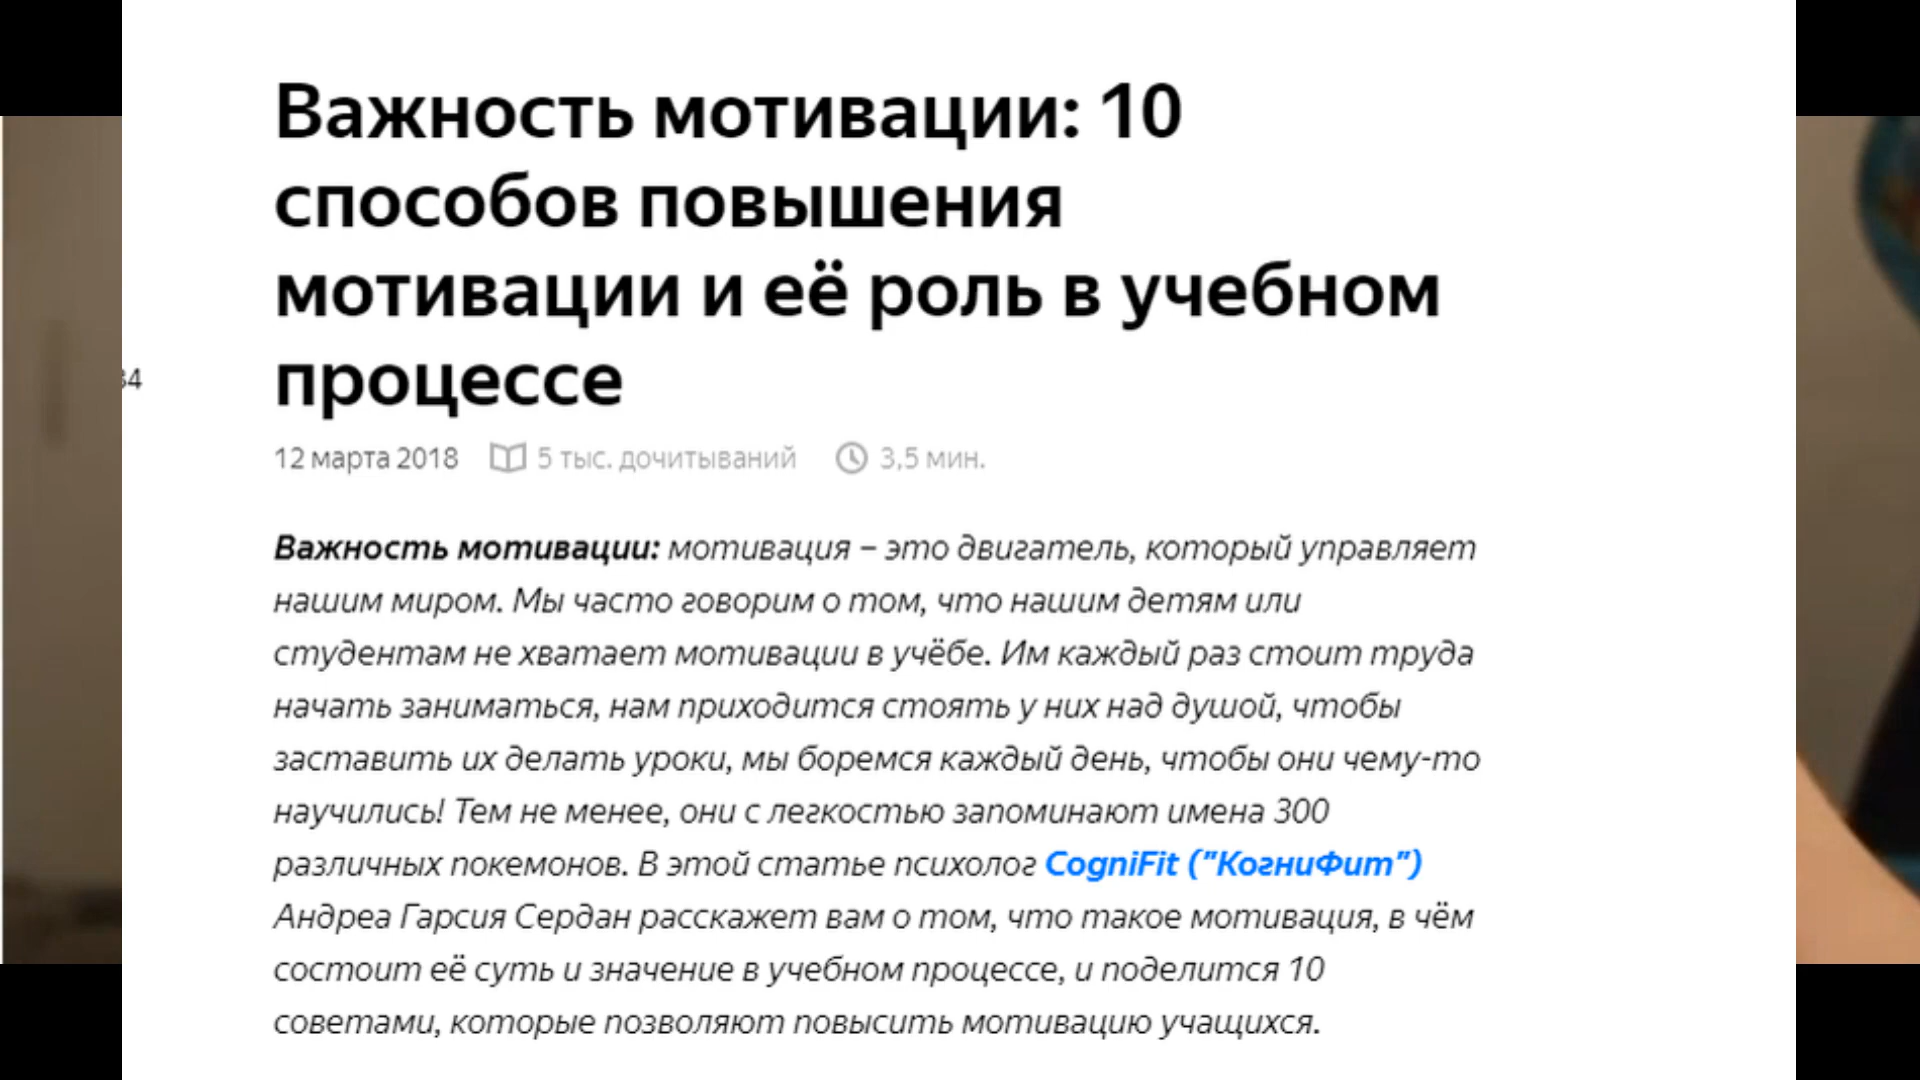 Важность мотивации: 10
способов повышения
мотивации и её роль в учебном
процессе
12 марта 2018 5 тыс. дочитываний 3,5 мин.
Важность мотивации: мотивация – это двигатель, который управляет
нашим миром. Мы часто говорим о том, что нашим детям или
студентам не хватает мотивации в учёбе. Им каждый раз стоит труда
начать заниматься, нам приходится стоять у них над душой, чтобы
заставить их делать уроки, мы боремся каждый день, чтобы они чему-то
научились! Тем не менее, они с легкостью запоминают имена 300
различных покемонов. В этой статье психолог CogniFit ("КогниФит")
Андреа Гарсия Сердан расскажет вам о том, что такое мотивация, в чём
состоит её суть и значение в учебном процессе, и поделится 10
советами, которые позволяют повысить мотивацию учащихся.